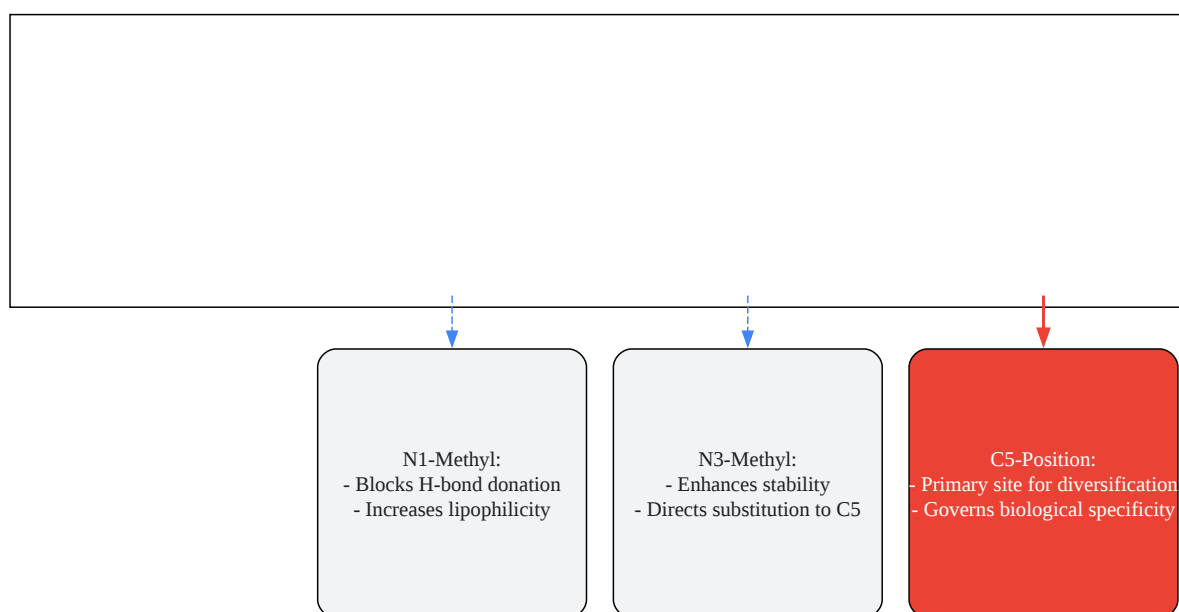 N1-Methyl:
- Blocks H-bond donation
- Increases lipophilicity
N3-Methyl:
- Enhances stability
- Directs substitution to C5
C5-Position:
- Primary site for diversification
- Governs biological specificity